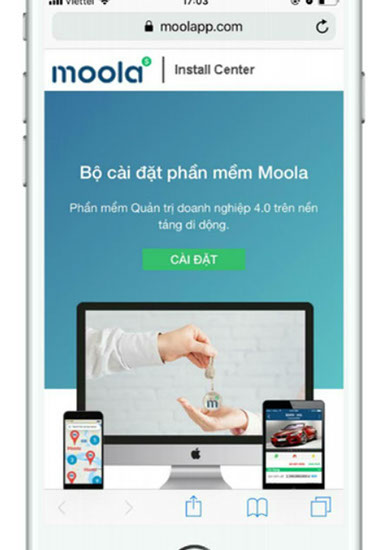 Viettel
17:03
moolapp.com
moola $ | Install Center
Bộ cài đặt phần mềm Moola
Phần mềm Quản trị doanh nghiệp 4.0 trên nền
tảng di động.
CÀI ĐẶT
m